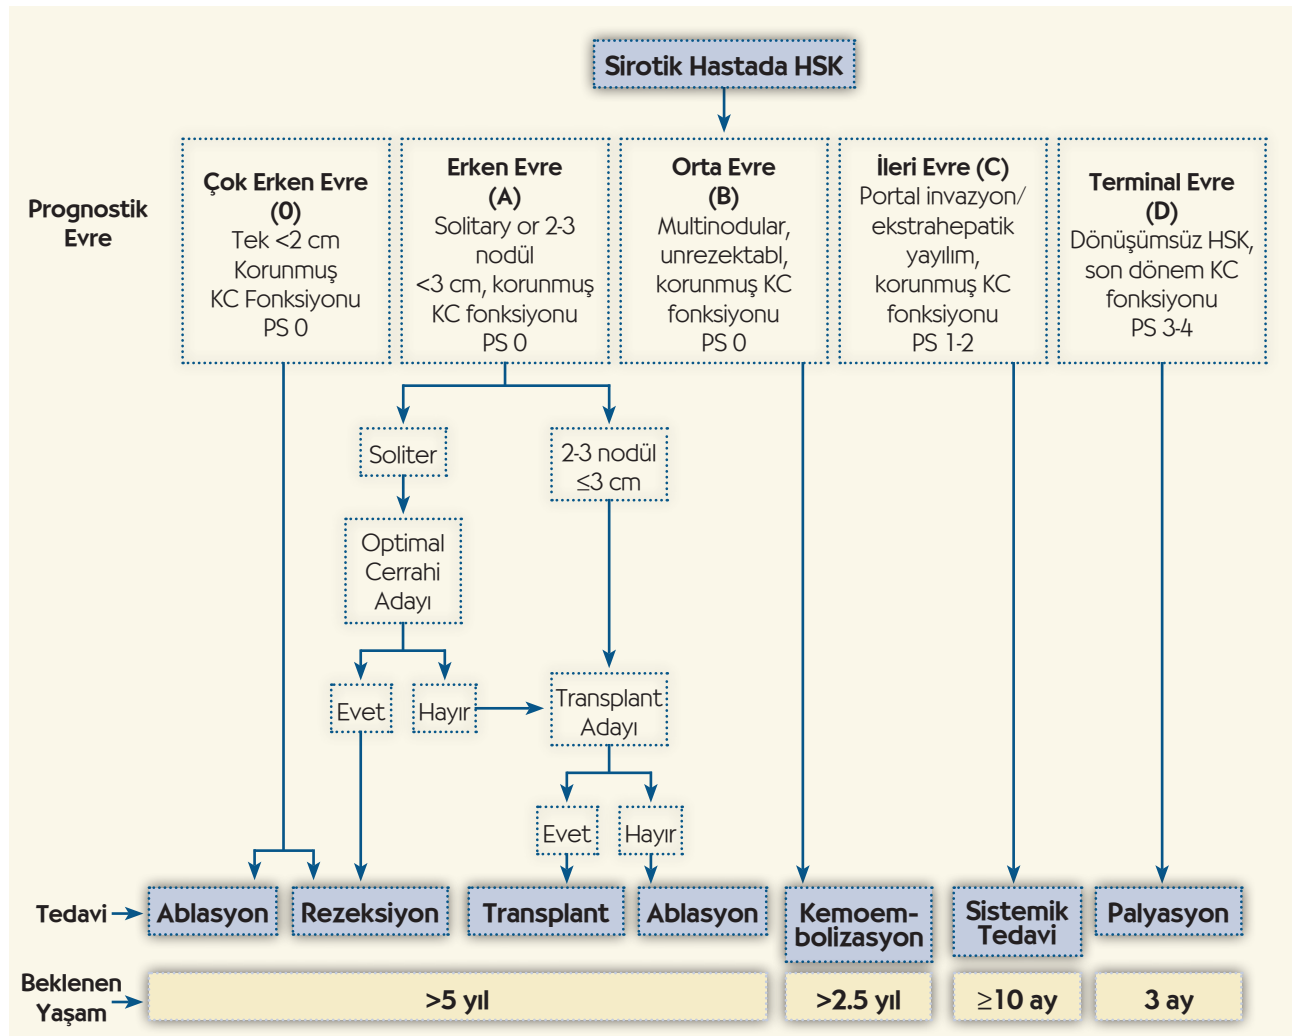 Sirotik Hastada HSK
Prognostik
Evre
Çok Erken Evre
(0)
Tek <2 cm
Korunmuş
KC Fonksiyonu
PS 0
Erken Evre
(A)
Solitary or 2-3
nodül
<3 cm, korunmuş
KC fonksiyonu
PS 0
Orta Evre
(B)
Multinodular,
unrezektabl,
korunmuş KC
fonksiyonu
PS 0
İleri Evre (C)
Portal invazyon/
ekstrahepatik
yayılım,
korunmuş KC
fonksiyonu
PS 1-2
Terminal Evre
(D)
Dönüşümsüz HSK,
son dönem KC
fonksiyonu
PS 3-4
Soliter
2-3 nodül
≤3 cm
Optimal
Cerrahi
Adayı
Evet
Hayır
Transplant
Adayı
Evet
Hayır
Tedavi
Ablasyon
Rezeksiyon
Transplant
Ablasyon
Kemoem-
bolizasyon
Sistemik
Tedavi
Palyasyon
Beklenen
Yaşam
>5 yıl
>2.5 yıl
≥10 ay
3 ay